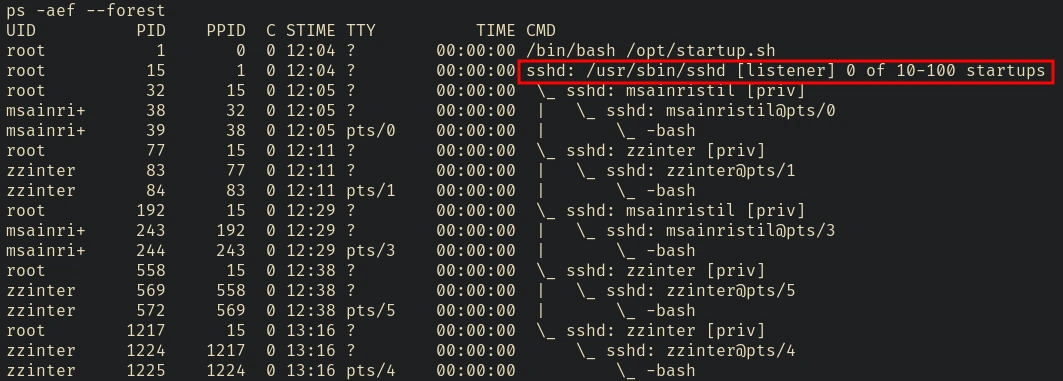 ps -aef --forest
UID PID PPID C STIME TTY TIME CMD
root 1 0 0 12:04 ? 00:00:00 /bin/bash /opt/startup.sh
root 15 1 0 12:04 ? 00:00:00 sshd: /usr/sbin/sshd [listener] 0 of 10-100 startups
root 32 15 0 12:05 ? 00:00:00 \_ sshd: msainristil [priv]
msainri+ 38 32 0 12:05 ? 00:00:00 | \_ sshd: msainristil@pts/0
msainri+ 39 38 0 12:05 pts/0 00:00:00 | \_ -bash
root 77 15 0 12:11 ? 00:00:00 \_ sshd: zzinter [priv]
zzinter 83 77 0 12:11 ? 00:00:00 | \_ sshd: zzinter@pts/1
zzinter 84 83 0 12:11 pts/1 00:00:00 | \_ -bash
root 192 15 0 12:29 ? 00:00:00 \_ sshd: msainristil [priv]
msainri+ 243 192 0 12:29 ? 00:00:00 | \_ sshd: msainristil@pts/3
msainri+ 244 243 0 12:29 pts/3 00:00:00 | \_ -bash
root 558 15 0 12:38 ? 00:00:00 \_ sshd: zzinter [priv]
zzinter 569 558 0 12:38 ? 00:00:00 | \_ sshd: zzinter@pts/5
zzinter 572 569 0 12:38 pts/5 00:00:00 | \_ -bash
root 1217 15 0 13:16 ? 00:00:00 \_ sshd: zzinter [priv]
zzinter 1224 1217 0 13:16 ? 00:00:00 \_ sshd: zzinter@pts/4
zzinter 1225 1224 0 13:16 pts/4 00:00:00 \_ -bash